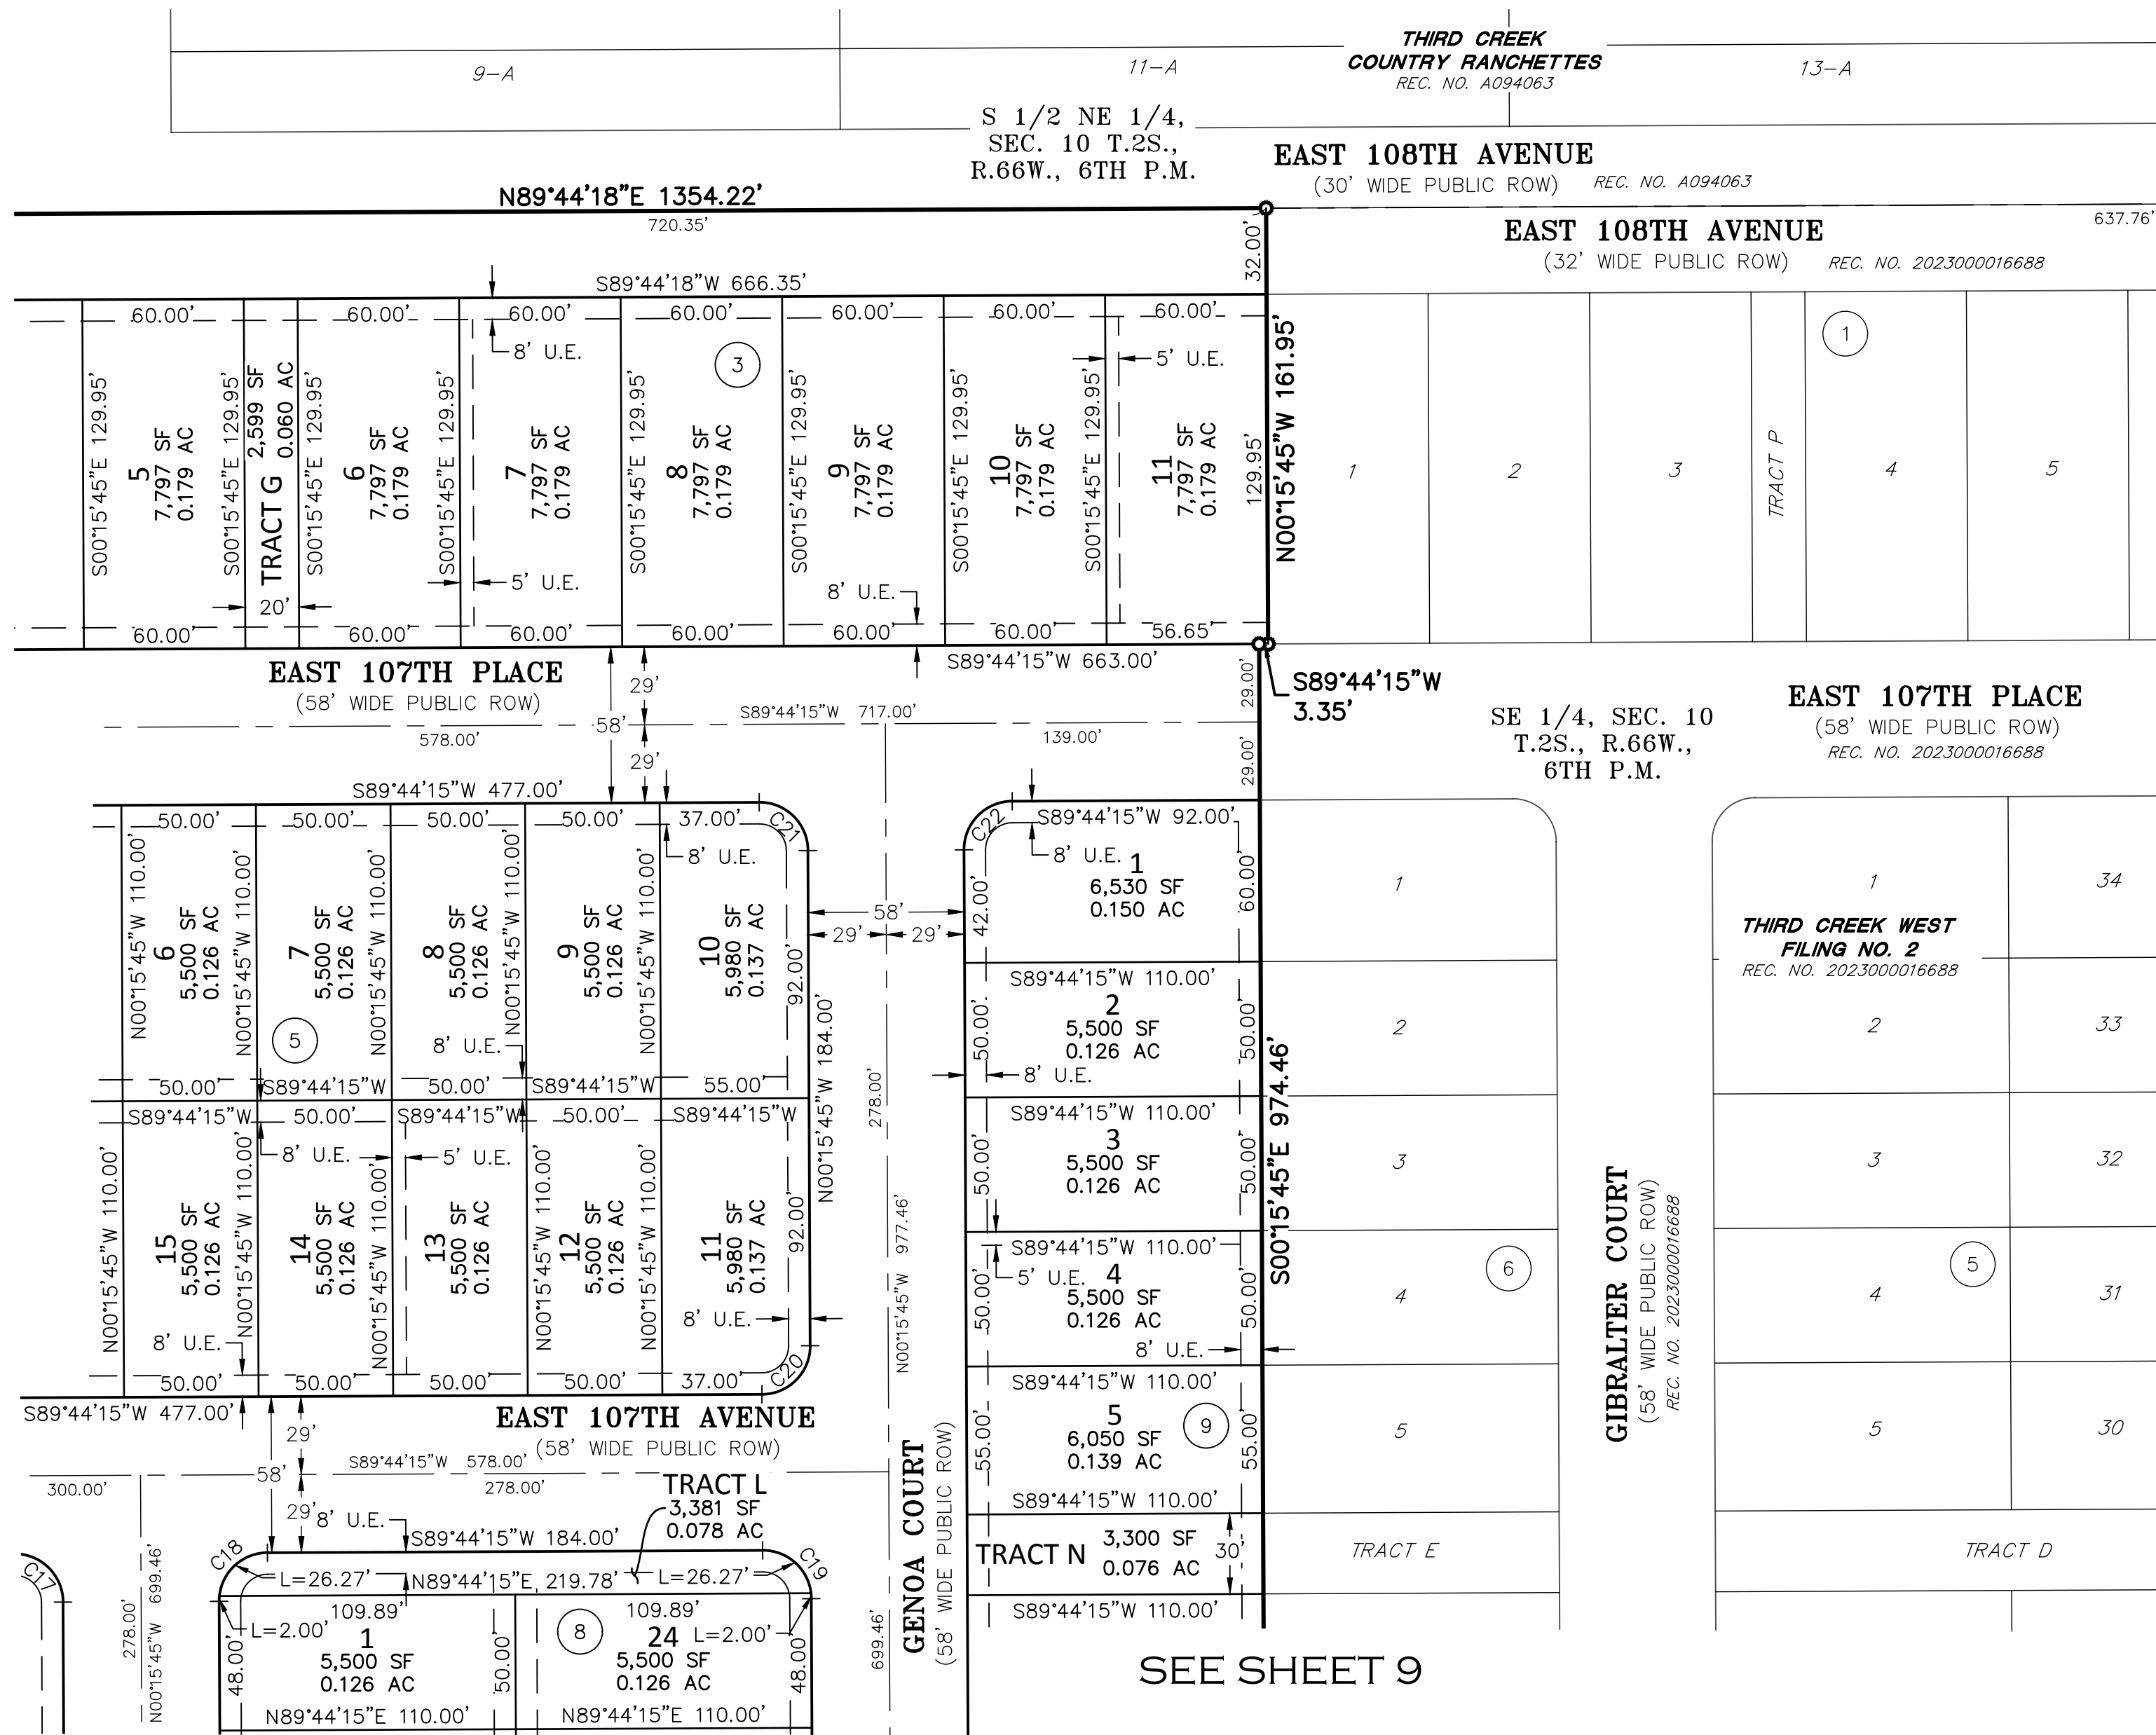 9-A
11-A
THIRD CREEK
COUNTRY RANCHETTES
REC. NO. A094063
13-A
S 1/2 NE 1/4,
SEC. 10 T.2S.,
R.66W., 6TH P.M.
EAST 108TH AVENUE
(30' WIDE PUBLIC ROW) REC. NO. A094063
N89°44'18"E 1354.22'
720.35'
32.00'
637.76'
EAST 108TH AVENUE
(32' WIDE PUBLIC ROW) REC. NO. 2023000016688
S89°44'18"W 666.35'
60.00' 60.00' 60.00' 60.00' 60.00' 60.00' 60.00'
8' U.E.
3
5' U.E.
1
S00°15'45"E 129.95'
5
7,797 SF
0.179 AC
S00°15'45"E 129.95'
TRACT G
2,599 SF
0.060 AC
20'
S00°15'45"E 129.95'
6
7,797 SF
0.179 AC
S00°15'45"E 129.95'
5' U.E.
7
7,797 SF
0.179 AC
S00°15'45"E 129.95'
8
7,797 SF
0.179 AC
S00°15'45"E 129.95'
9
7,797 SF
0.179 AC
8' U.E.
S00°15'45"E 129.95'
10
7,797 SF
0.179 AC
S00°15'45"E 129.95'
11
7,797 SF
0.179 AC
129.95'
N00°15'45"W 161.95'
1
2
3
TRACT P
4
5
60.00' 60.00' 60.00' 60.00' 60.00' 60.00' 56.65'
S89°44'15"W 663.00'
EAST 107TH PLACE
(58' WIDE PUBLIC ROW)
29'
58'
29'
S89°44'15"W 717.00'
578.00'
139.00'
29.00'
29.00'
S89°44'15"W
3.35'
SE 1/4, SEC. 10
T.2S., R.66W.,
6TH P.M.
EAST 107TH PLACE
(58' WIDE PUBLIC ROW)
REC. NO. 2023000016688
S89°44'15"W 477.00'
50.00' 50.00' 50.00' 50.00' 37.00'
C21
8' U.E.
N00°15'45"W 110.00'
6
5,500 SF
0.126 AC
N00°15'45"W 110.00'
7
5,500 SF
0.126 AC
5
N00°15'45"W 110.00'
8
5,500 SF
0.126 AC
8' U.E.
N00°15'45"W 110.00'
9
5,500 SF
0.126 AC
N00°15'45"W 110.00'
10
5,980 SF
0.137 AC
92.00'
N00°15'45"W 184.00'
50.00' S89°44'15"W 50.00' S89°44'15"W 55.00'
S89°44'15"W 50.00' S89°44'15"W 50.00' S89°44'15"W
8' U.E.
5' U.E.
N00°15'45"W 110.00'
15
5,500 SF
0.126 AC
8' U.E.
N00°15'45"W 110.00'
14
5,500 SF
0.126 AC
N00°15'45"W 110.00'
13
5,500 SF
0.126 AC
N00°15'45"W 110.00'
12
5,500 SF
0.126 AC
N00°15'45"W 110.00'
11
5,980 SF
0.137 AC
92.00'
8' U.E.
C20
50.00' 50.00' 50.00' 50.00' 37.00'
S89°44'15"W 477.00'
58'
29' 29'
278.00'
N00°15'45"W 977.46'
C22
S89°44'15"W 92.00'
8' U.E.
1
6,530 SF
0.150 AC
42.00'
60.00'
S89°44'15"W 110.00'
2
5,500 SF
0.126 AC
50.00'
50.00'
8' U.E.
S89°44'15"W 110.00'
3
5,500 SF
0.126 AC
50.00'
50.00'
S89°44'15"W 110.00'
5' U.E.
4
5,500 SF
0.126 AC
50.00'
50.00'
8' U.E.
S89°44'15"W 110.00'
5
6,050 SF
0.139 AC
9
55.00'
55.00'
S89°44'15"W 110.00'
TRACT N
3,300 SF
0.076 AC
30'
S89°44'15"W 110.00'
S00°15'45"E 974.46'
1
2
3
4
5
6
TRACT E
GIBRALTER COURT
(58' WIDE PUBLIC ROW)
REC. NO. 2023000016688
1
34
THIRD CREEK WEST
FILING NO. 2
REC. NO. 2023000016688
2
33
3
32
4
5
31
5
30
TRACT D
EAST 107TH AVENUE
(58' WIDE PUBLIC ROW)
29'
58'
29'
S89°44'15"W 578.00'
300.00'
278.00'
278.00'
N00°15'45"W 699.46'
C17
TRACT L
3,381 SF
0.078 AC
8' U.E.
S89°44'15"W 184.00'
C18
C19
L=26.27'
N89°44'15"E 219.78'
L=26.27'
109.89'
109.89'
L=2.00'
L=2.00'
1
5,500 SF
0.126 AC
48.00'
50.00'
8
24
5,500 SF
0.126 AC
48.00'
N89°44'15"E 110.00'
N89°44'15"E 110.00'
699.46'
GENOA COURT
(58' WIDE PUBLIC ROW)
SEE SHEET 9